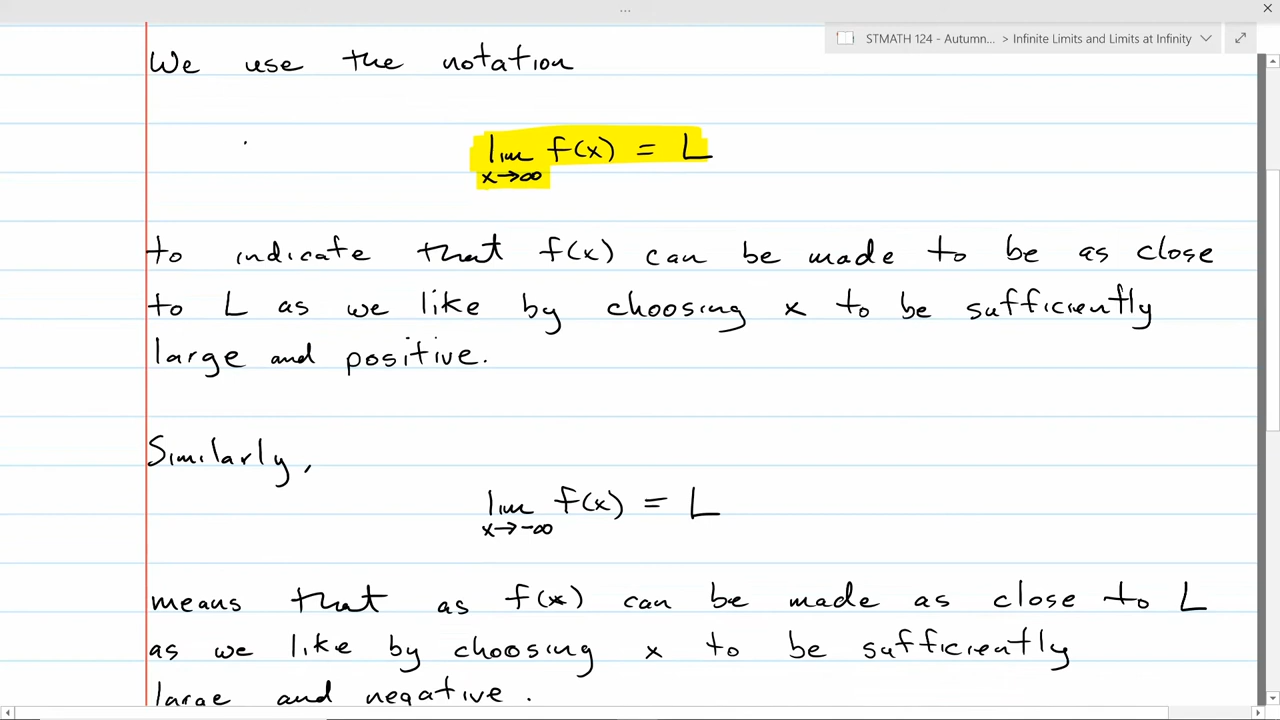 ...
STMATH 124 - Autumn... > Infinite Limits and Limits at Infinity
We use the notation
lim f(x) = L
x→∞
to indicate that f(x) can be made to be as close
to L as we like by choosing x to be sufficiently
large and positive.
Similarly,
lim f(x) = L
x→-∞
means that as f(x) can be made as close to L
as we like by choosing x to be sufficiently
large and negative.